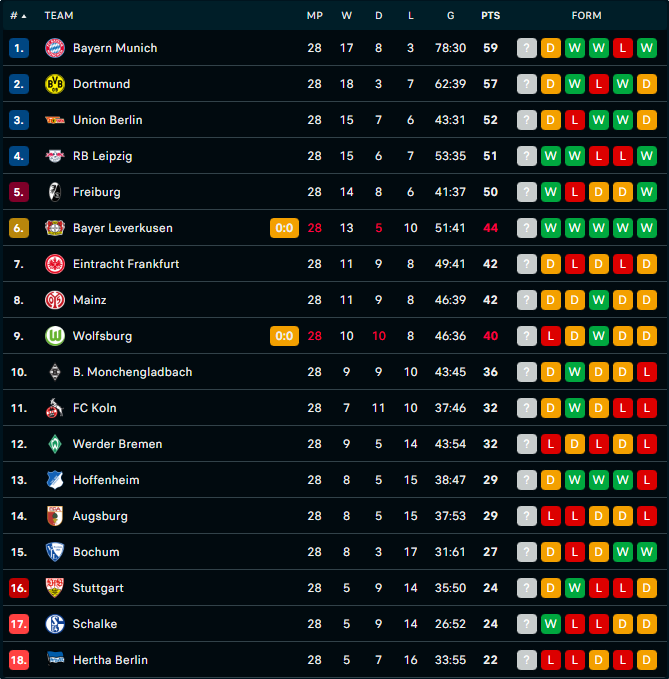 # TEAM MP W D L G PTS FORM
1. Bayern Munich 28 17 8 3 78:30 59 ? D W W L W
2. Dortmund 28 18 3 7 62:39 57 ? D W L W D
3. Union Berlin 28 15 7 6 43:31 52 ? D L W W D
4. RB Leipzig 28 15 6 7 53:35 51 ? W W L L W
5. Freiburg 28 14 8 6 41:37 50 ? W L D D W
6. Bayer Leverkusen 0:0 28 13 5 10 51:41 44 ? W W W W W
7. Eintracht Frankfurt 28 11 9 8 49:41 42 ? D L D L D
8. Mainz 28 11 9 8 46:39 42 ? D D W D D
9. Wolfsburg 0:0 28 10 10 8 46:36 40 ? L D W D D
10. B. Monchengladbach 28 9 9 10 43:45 36 ? D W D D L
11. FC Koln 28 7 11 10 37:46 32 ? D W D L L
12. Werder Bremen 28 9 5 14 43:54 32 ? L D L D L
13. Hoffenheim 28 8 5 15 38:47 29 ? D W W W L
14. Augsburg 28 8 5 15 37:53 29 ? L L D D L
15. Bochum 28 8 3 17 31:61 27 ? D L D W W
16. Stuttgart 28 5 9 14 35:50 24 ? D W L L D
17. Schalke 28 5 9 14 26:52 24 ? W L L D D
18. Hertha Berlin 28 5 7 16 33:55 22 ? L L D L D